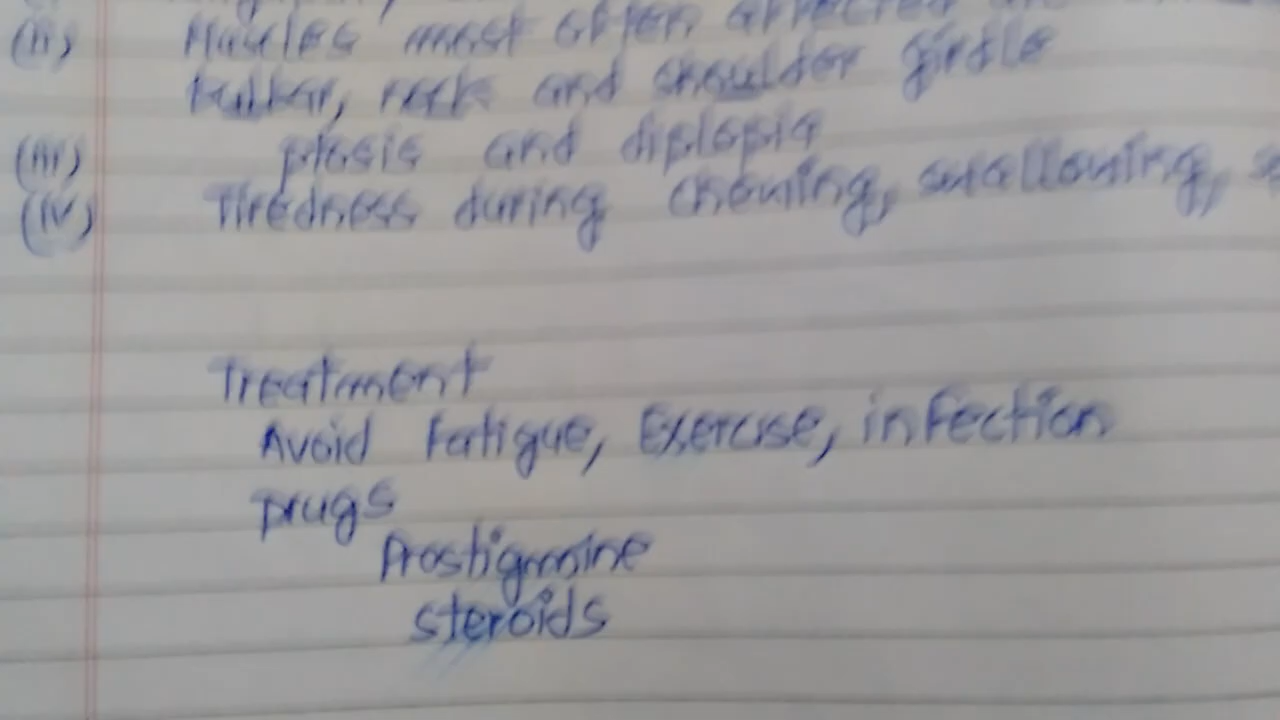 (ii) Muscles most often affected are
bulbar, neck and shoulder girdle
(iii) ptosis and diplopia
(iv) Tiredness during chewing, swallowing,
Treatment
Avoid Fatigue, Exercise, infection
Drugs
Prostigmine
steroids